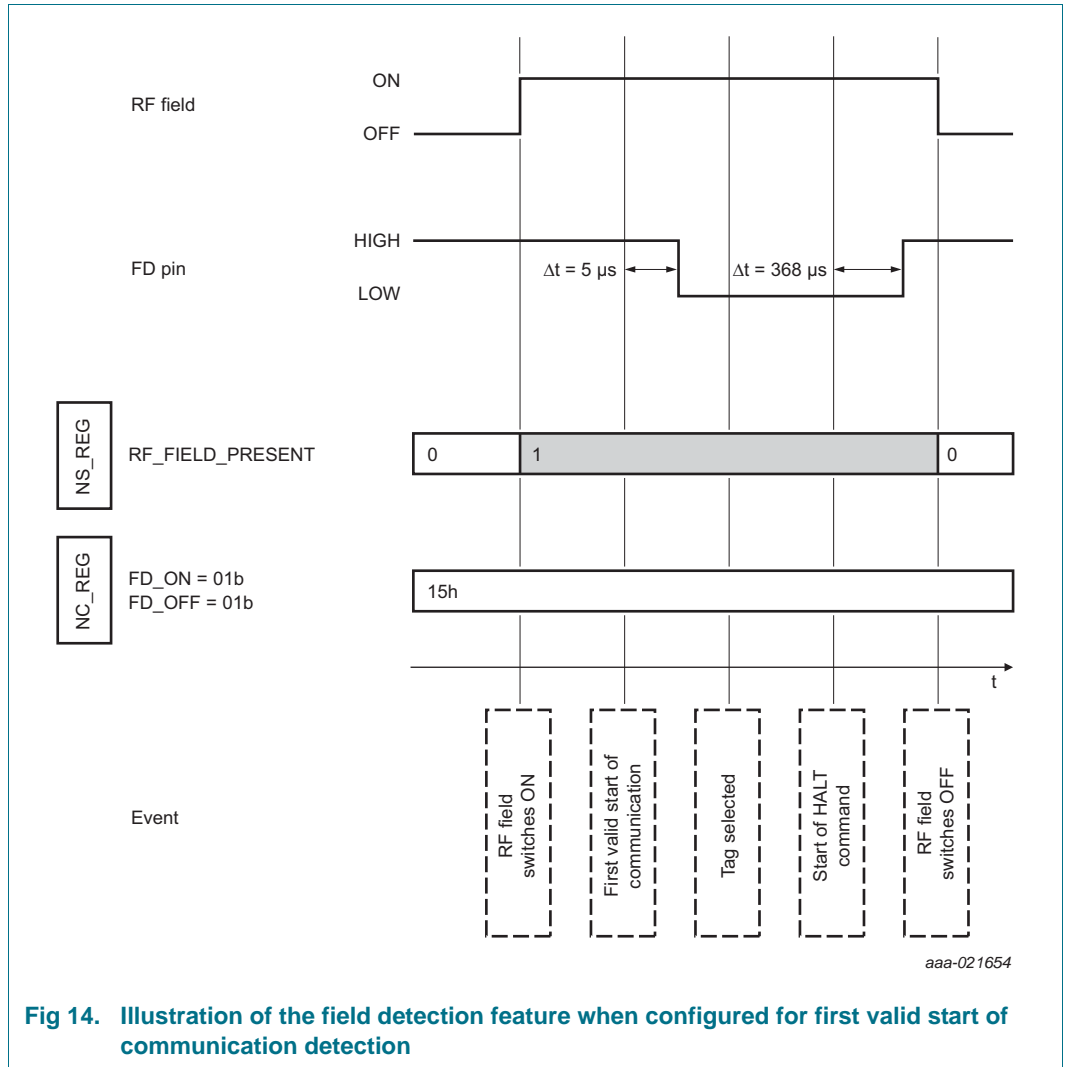 ON
RF field
OFF
HIGH
FD pin
Δt = 5 µs
Δt = 368 µs
LOW
NS_REG
RF_FIELD_PRESENT
0
1
0
NC_REG
FD_ON = 01b
FD_OFF = 01b
15h
t
Event
RF field
switches ON
First valid start of
communication
Tag selected
Start of HALT
command
RF field
switches OFF
aaa-021654
Fig 14. Illustration of the field detection feature when configured for first valid start of
communication detection